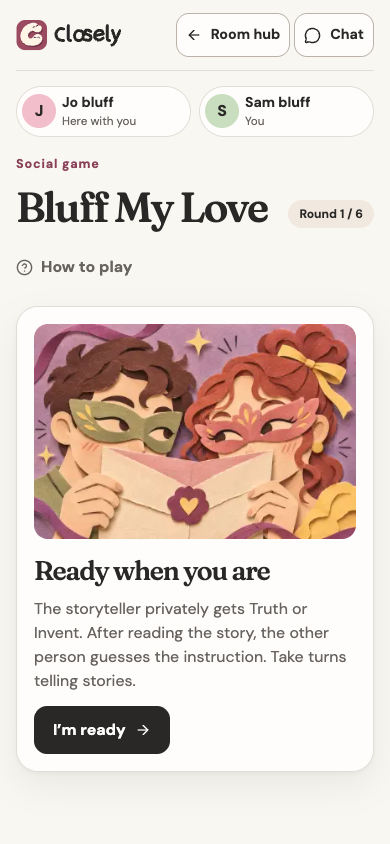 Closely
Room hub
Chat
J
Jo bluff
Here with you
S
Sam bluff
You
Social game
Bluff My Love
Round 1 / 6
How to play
Ready when you are
The storyteller privately gets Truth or
Invent. After reading the story, the other
person guesses the instruction. Take turns
telling stories.
I’m ready